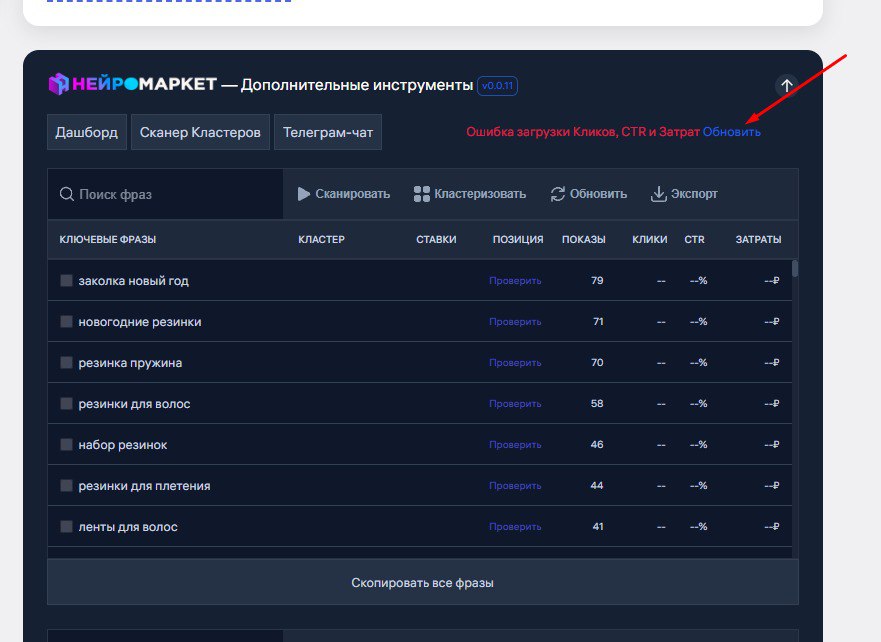 НЕЙРОМАРКЕТ — Дополнительные инструменты v0.0.11
Дашборд Сканер Кластеров Телеграм-чат Ошибка загрузки Кликов, CTR и Затрат Обновить
Поиск фраз Сканировать Кластеризовать Обновить Экспорт
КЛЮЧЕВЫЕ ФРАЗЫ КЛАСТЕР СТАВКИ ПОЗИЦИЯ ПОКАЗЫ КЛИКИ CTR ЗАТРАТЫ
заколка новый год Проверить 79 -- --% --₽
новогодние резинки Проверить 71 -- --% --₽
резинка пружина Проверить 70 -- --% --₽
резинки для волос Проверить 58 -- --% --₽
набор резинок Проверить 46 -- --% --₽
резинки для плетения Проверить 44 -- --% --₽
ленты для волос Проверить 41 -- --% --₽
Скопировать все фразы